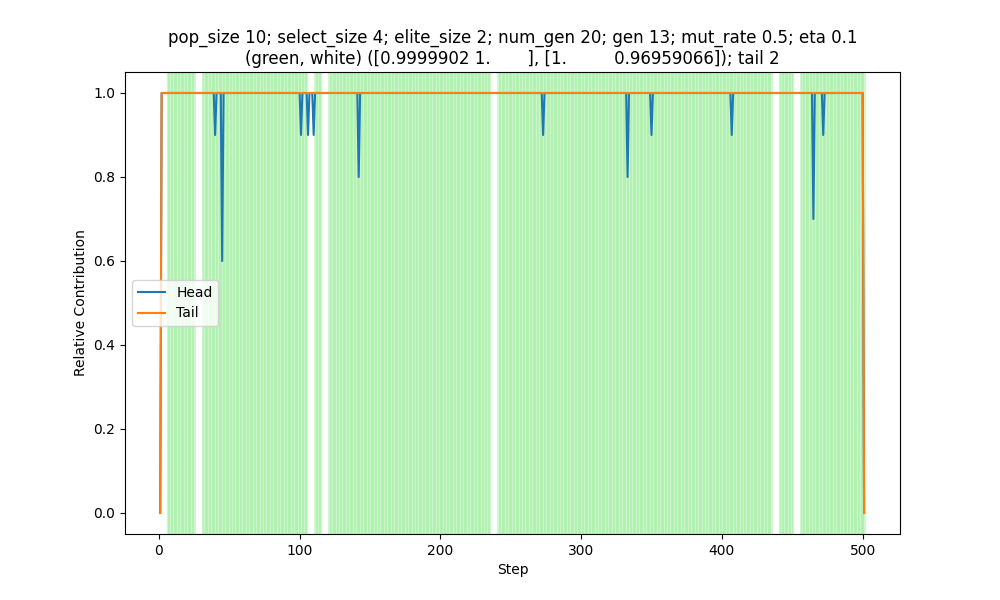 pop_size 10; select_size 4; elite_size 2; num_gen 20; gen 13; mut_rate 0.5; eta 0.1
(green, white) ([0.9999902 1.        ], [1.         0.96959066]); tail 2
1.0
0.8
0.6
0.4
0.2
0.0
Relative Contribution
Head
Tail
0 100 200 300 400 500
Step